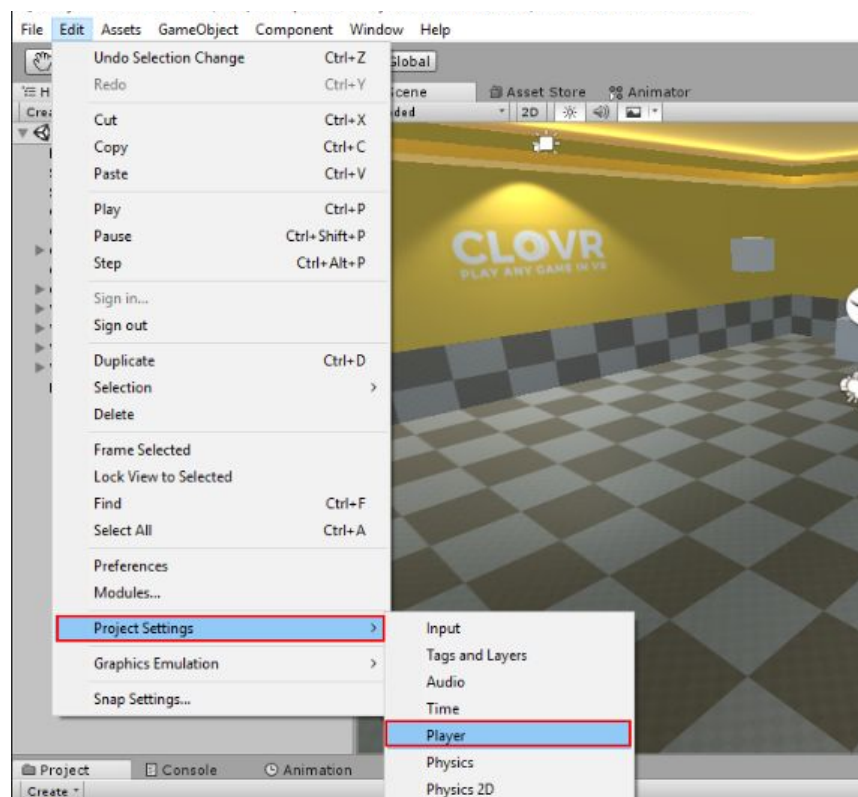 File Edit Assets GameObject Component Window Help
Global
Asset Store Animator
2D
Undo Selection Change Ctrl+Z
Redo Ctrl+Y
Cut Ctrl+X
Copy Ctrl+C
Paste Ctrl+V
Play Ctrl+P
Pause Ctrl+Shift+P
Step Ctrl+Alt+P
Sign in...
Sign out
Duplicate Ctrl+D
Selection
Delete
Frame Selected
Lock View to Selected
Find Ctrl+F
Select All Ctrl+A
Preferences
Modules...
Project Settings
Graphics Emulation
Snap Settings...
Input
Tags and Layers
Audio
Time
Player
Physics
Physics 2D
CLOVR
PLAY ANY GAME IN VR
Project Console Animation
Create